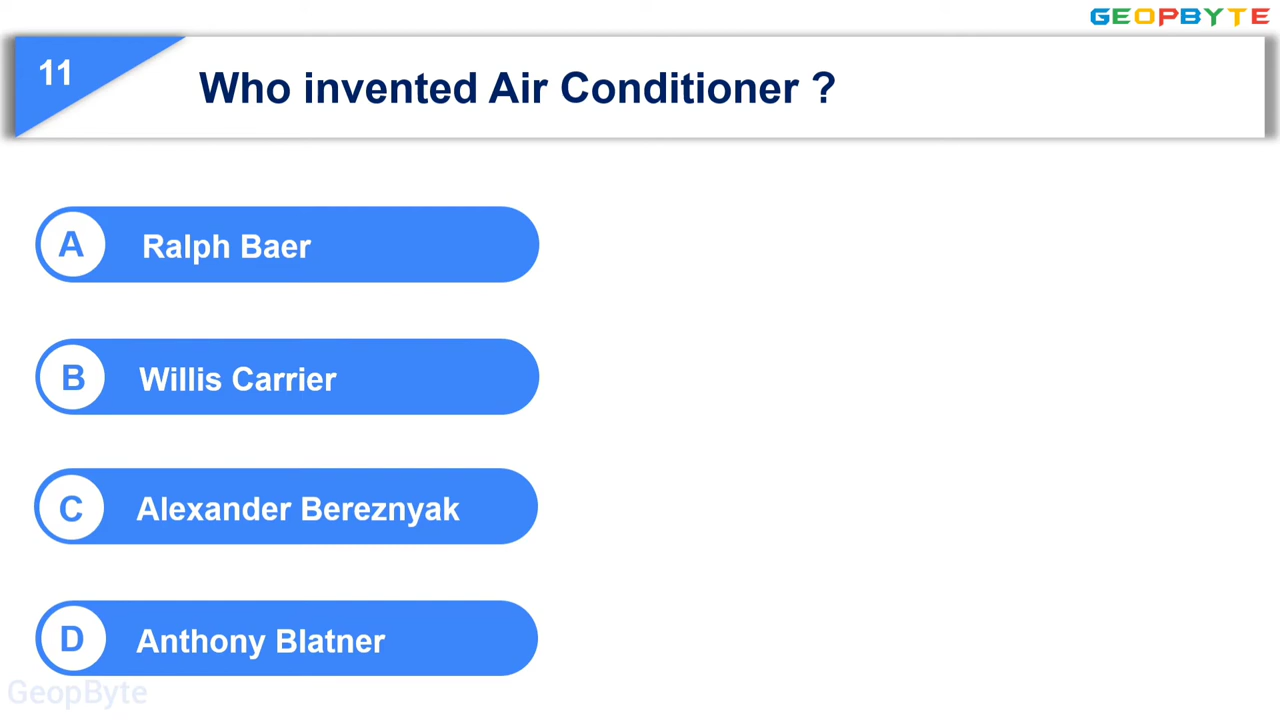 GEOPBYTE
11
Who invented Air Conditioner ?
A
Ralph Baer
B
Willis Carrier
C
Alexander Bereznyak
D
Anthony Blatner
GeopByte